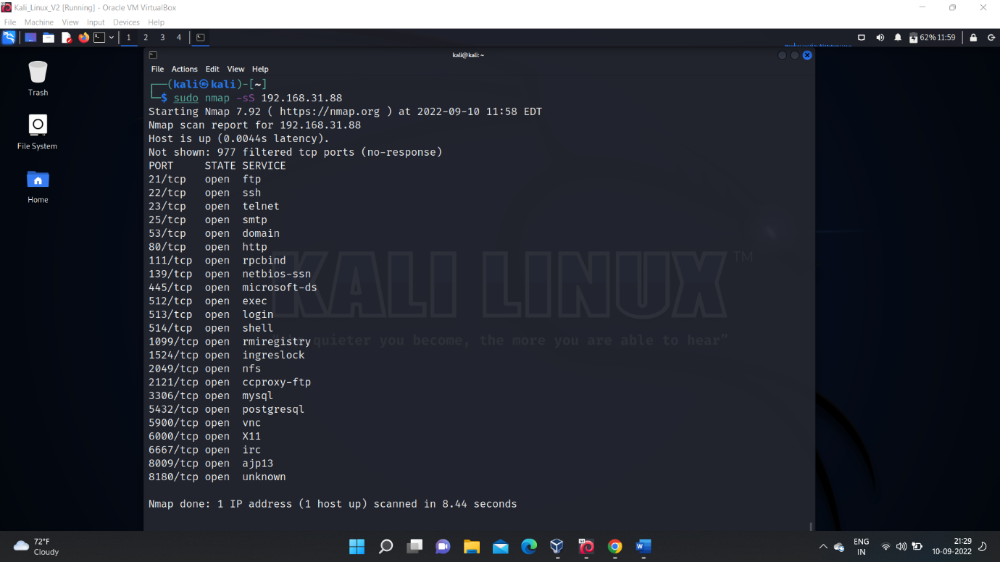 Kali_Linux_V2 [Running] - Oracle VM VirtualBox
File Machine View Input Devices Help
1 2 3 4
62% 11:59
kali@kali: ~
Trash
File System
Home
File Actions Edit View Help
┌──(kali㉿kali)-[~]
└─$ sudo nmap -sS 192.168.31.88
Starting Nmap 7.92 ( https://nmap.org ) at 2022-09-10 11:58 EDT
Nmap scan report for 192.168.31.88
Host is up (0.0044s latency).
Not shown: 977 filtered tcp ports (no-response)
PORT STATE SERVICE
21/tcp open ftp
22/tcp open ssh
23/tcp open telnet
25/tcp open smtp
53/tcp open domain
80/tcp open http
111/tcp open rpcbind
139/tcp open netbios-ssn
445/tcp open microsoft-ds
512/tcp open exec
513/tcp open login
514/tcp open shell
1099/tcp open rmiregistry
1524/tcp open ingreslock
2049/tcp open nfs
2121/tcp open ccproxy-ftp
3306/tcp open mysql
5432/tcp open postgresql
5900/tcp open vnc
6000/tcp open X11
6667/tcp open irc
8009/tcp open ajp13
8180/tcp open unknown
Nmap done: 1 IP address (1 host up) scanned in 8.44 seconds
KALI LINUX ™
quieter you become, the more you are able to hear"
72°F
Cloudy
ENG
IN
21:29
10-09-2022